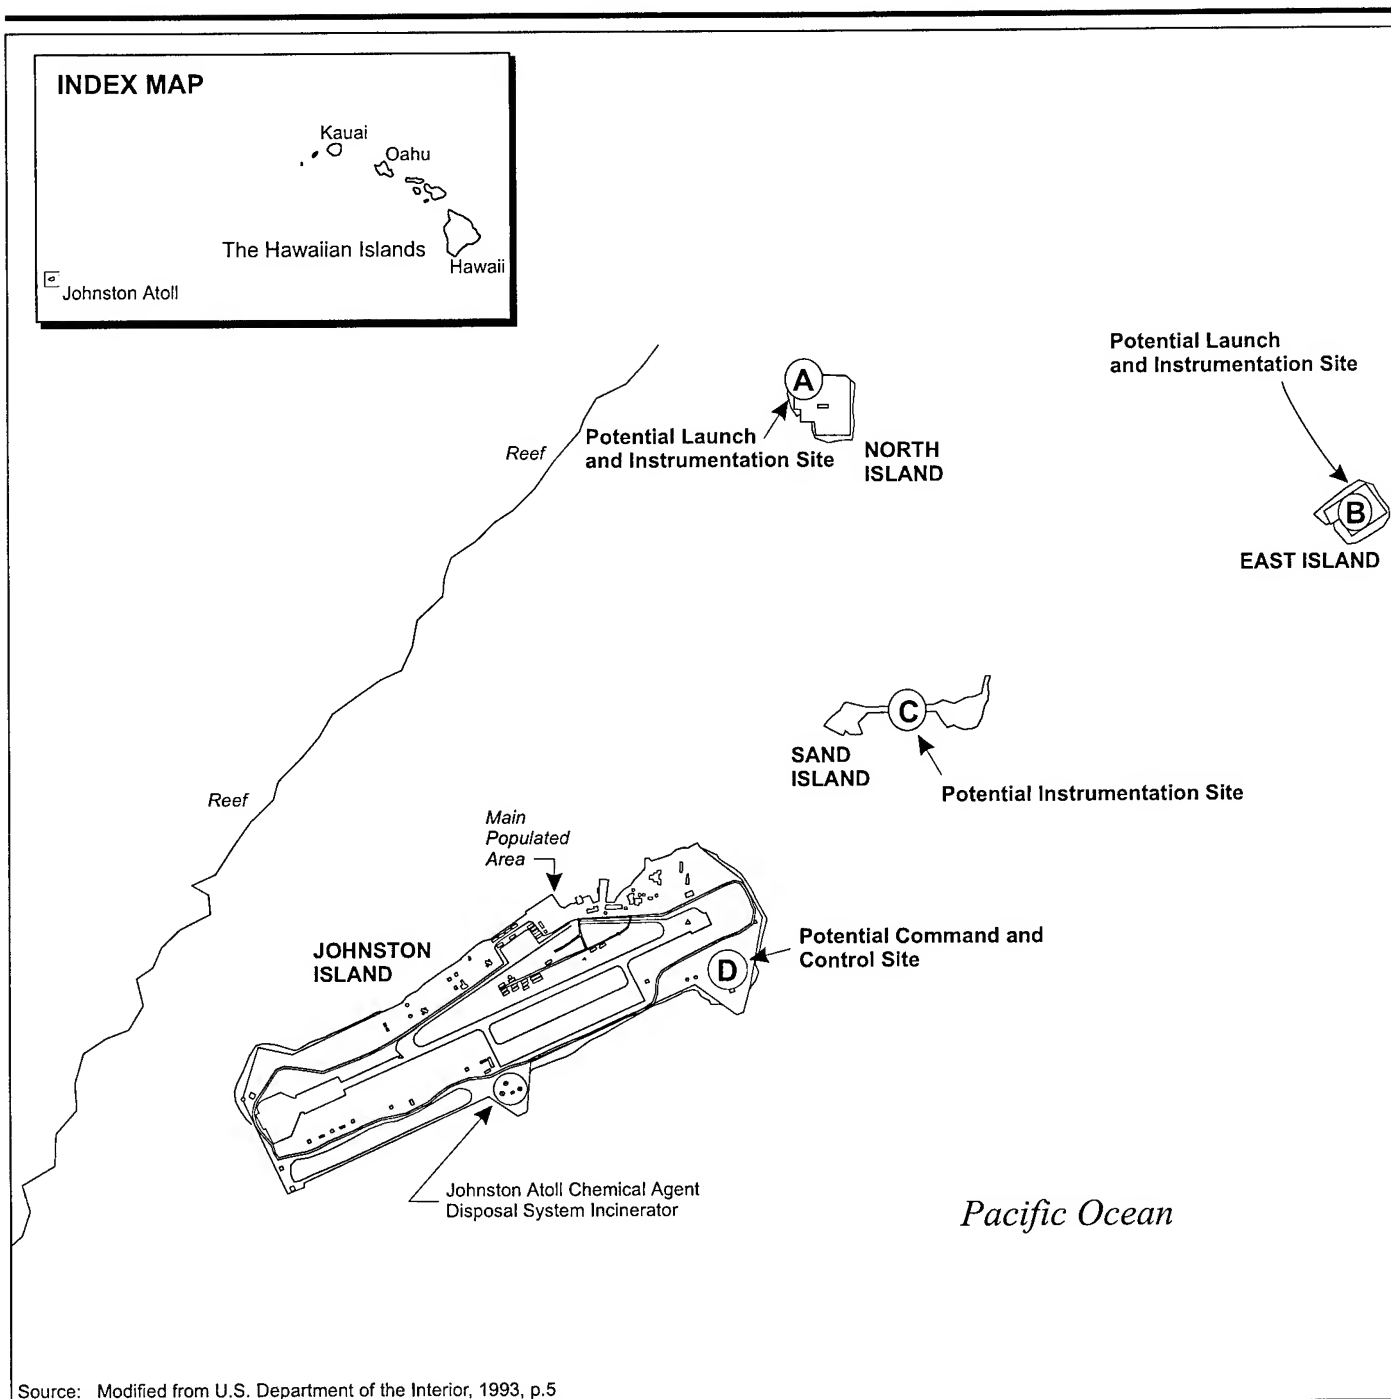 INDEX MAP
Kauai
Oahu
The Hawaiian Islands
Hawaii
Johnston Atoll
Potential Launch
and Instrumentation Site
A
Potential Launch
and Instrumentation Site
NORTH
ISLAND
Reef
B
EAST ISLAND
C
SAND
ISLAND
Potential Instrumentation Site
Reef
Main
Populated
Area
JOHNSTON
ISLAND
Potential Command and
Control Site
D
Johnston Atoll Chemical Agent
Disposal System Incinerator
Pacific Ocean
Source: Modified from U.S. Department of the Interior, 1993, p.5